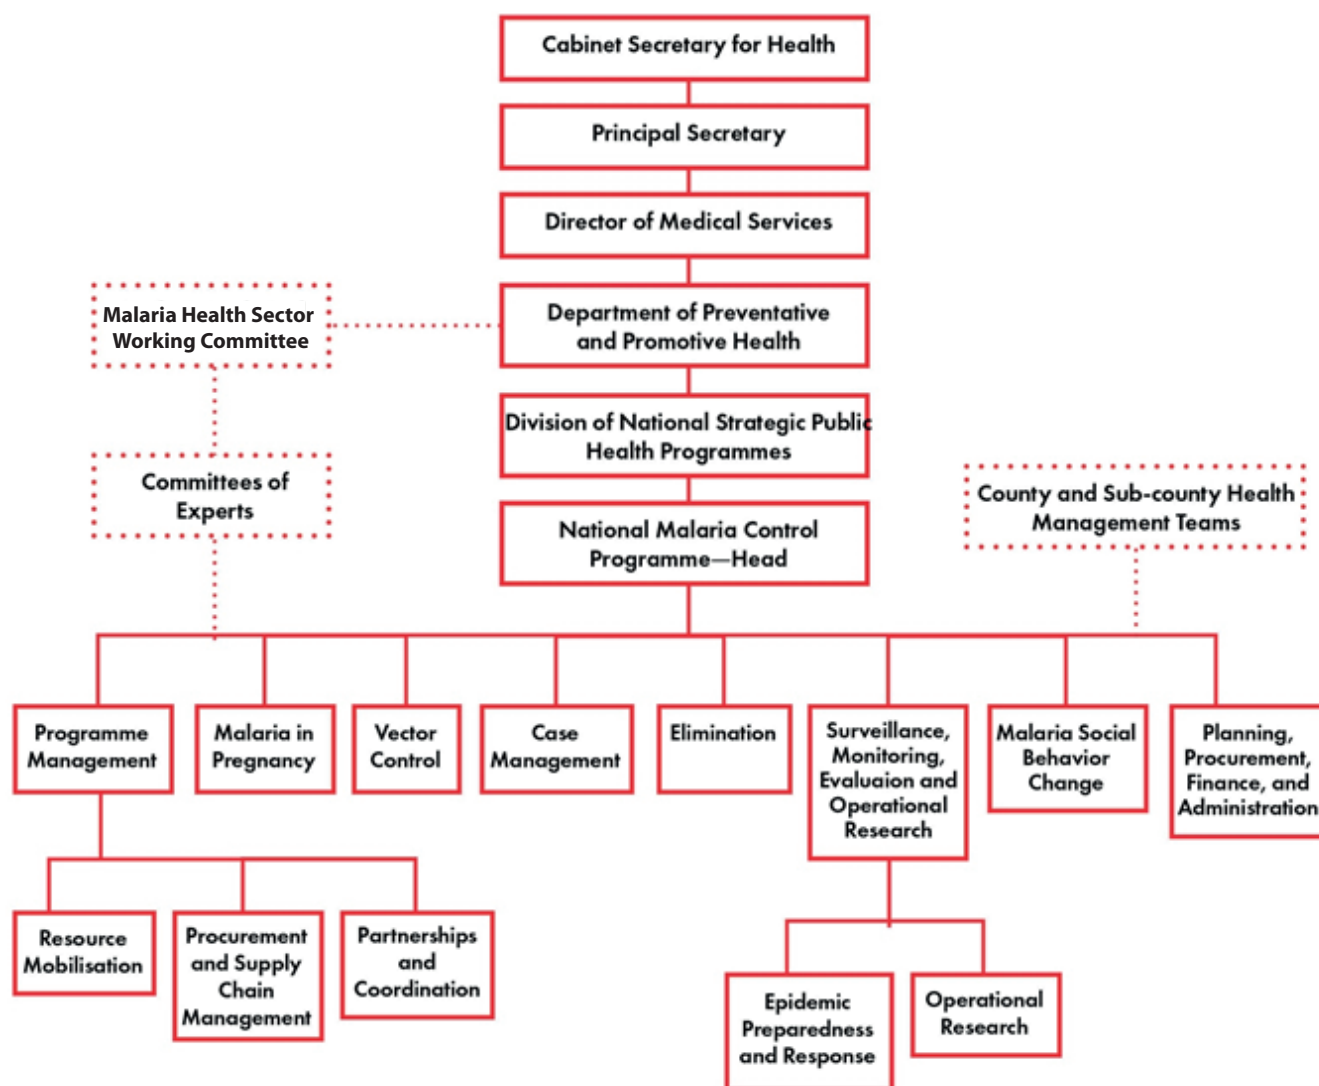 Cabinet Secretary for Health
Principal Secretary
Director of Medical Services
Malaria Health Sector
Working Committee
Department of Preventative
and Promotive Health
Division of National Strategic Public
Health Programmes
Committees of
Experts
County and Sub-county Health
Management Teams
National Malaria Control
Programme—Head
Programme
Management
Malaria in
Pregnancy
Vector
Control
Case
Management
Elimination
Surveillance,
Monitoring,
Evaluaion and
Operational
Research
Malaria Social
Behavior
Change
Planning,
Procurement,
Finance, and
Administration
Resource
Mobilisation
Procurement
and Supply
Chain
Management
Partnerships
and
Coordination
Epidemic
Preparedness
and Response
Operational
Research